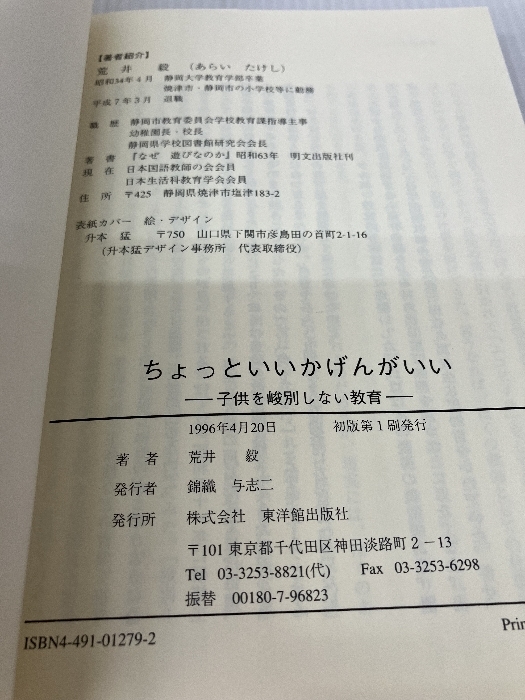 【著者紹介】
荒井　毅　（あらい　たけし）
昭和34年４月　静岡大学教育学部卒業
焼津市・静岡市の小学校等に勤務
平成７年３月　退職
職　歴　静岡市教育委員会学校教育課指導主事
幼稚園長・校長
静岡県学校図書館研究会会長
著　書　『なぜ　遊びなのか』昭和63年　明文出版社刊
現　在　日本国語教師の会会員
日本生活科教育学会会員
住　所　〒425　静岡県焼津市塩津183-2
表紙カバー　絵・デザイン
升本　猛　〒750　山口県下関市彦島田の首町2-1-16
（升本猛デザイン事務所　代表取締役）
ちょっといいかげんがいい
──子供を峻別しない教育──
1996年４月20日　初版第１刷発行
著　者　荒井　毅
発行者　錦織　与志二
発行所　株式会社　東洋館出版社
〒101 東京都千代田区神田淡路町２−13
Tel　03-3253-8821(代)　Fax　03-3253-6298
振替　00180-7-96823
ISBN4-491-01279-2
Prin